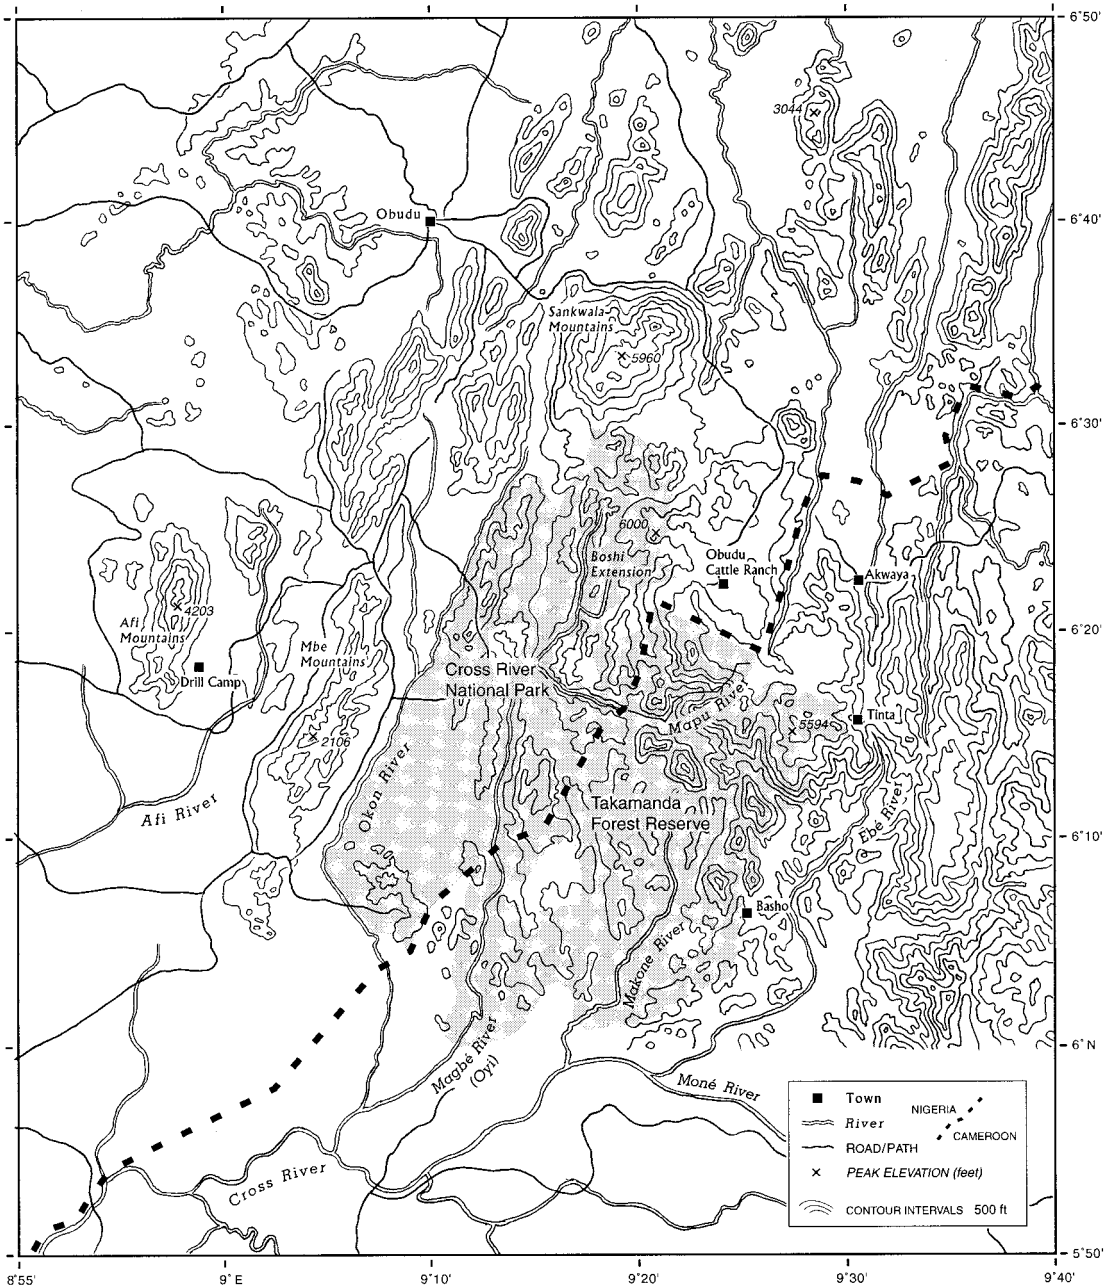 6°50'
3044
Obudu
6°40'
Sankwala
Mountains
5960
6°30'
6000
Boshi
Extension
Obudu
Cattle Ranch
Akwaya
4203
Afi
Mountains
Drill Camp
Mbe
Mountains
6°20'
Cross River
National Park
Mapu River
5594
Tinta
2106
Okon River
Afi River
Takamanda
Forest Reserve
Ebé River
6°10'
Basho
Makone River
6° N
Magbé River
(Oyi)
Moné River
Cross River
Town
River
ROAD/PATH
PEAK ELEVATION (feet)
CONTOUR INTERVALS 500 ft
NIGERIA
CAMEROON
5°50'
8°55'
9° E
9°10'
9°20'
9°30'
9°40'